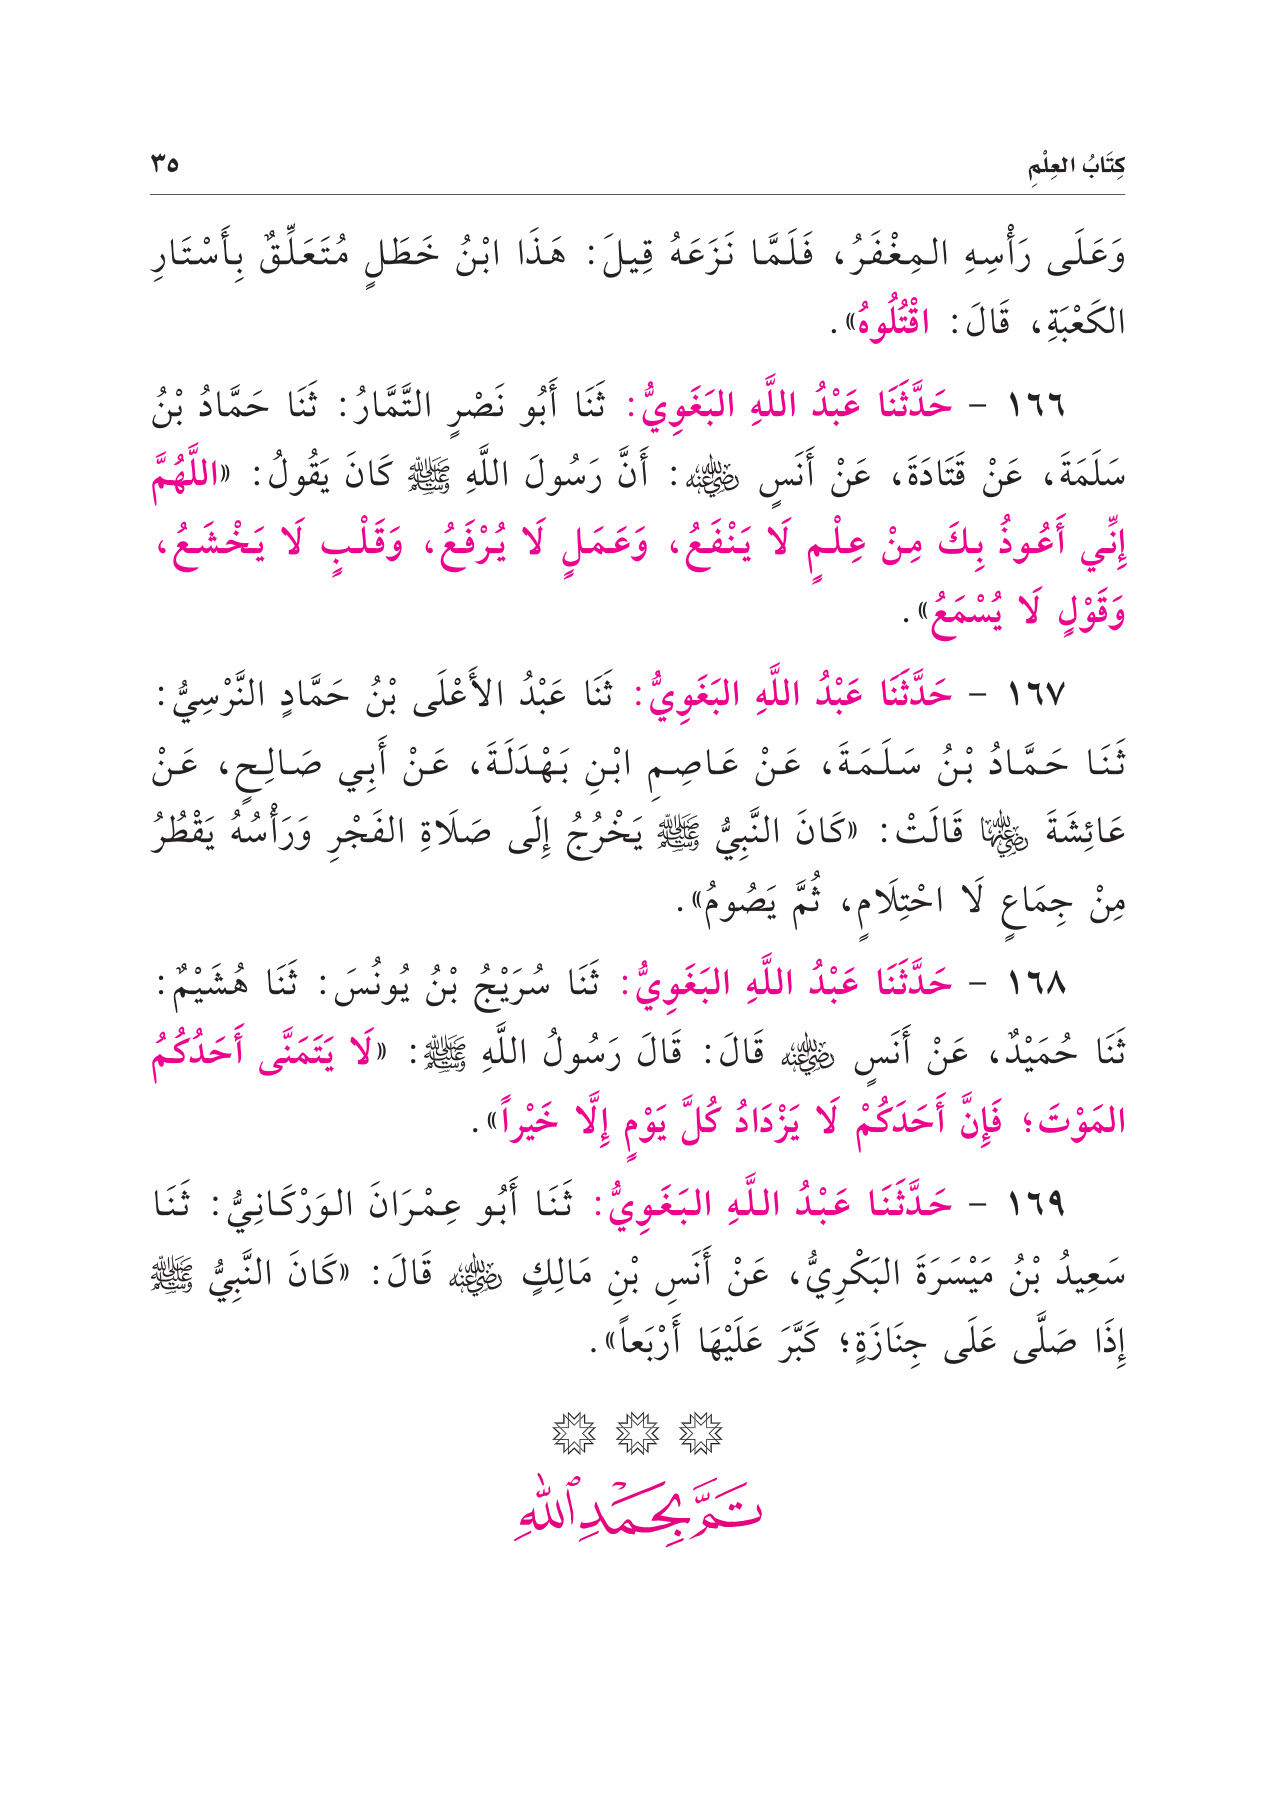 كِتَابُ العِلْمِ ٣٥
وَعَلَى رَأْسِهِ المِغْفَرُ، فَلَمَّا نَزَعَهُ قِيلَ: هَذَا ابْنُ خَطَلٍ مُتَعَلِّقٌ بِأَسْتَارِ
الكَعْبَةِ، قَالَ: اقْتُلُوهُ».
١٦٦ - حَدَّثَنَا عَبْدُ اللَّهِ البَغَوِيُّ: ثَنَا أَبُو نَصْرٍ التَّمَّارُ: ثَنَا حَمَّادُ بْنُ
سَلَمَةَ، عَنْ قَتَادَةَ، عَنْ أَنَسٍ رضي الله عنه: أَنَّ رَسُولَ اللَّهِ ﷺ كَانَ يَقُولُ: «اللَّهُمَّ
إِنِّي أَعُوذُ بِكَ مِنْ عِلْمٍ لَا يَنْفَعُ، وَعَمَلٍ لَا يُرْفَعُ، وَقَلْبٍ لَا يَخْشَعُ،
وَقَوْلٍ لَا يُسْمَعُ».
١٦٧ - حَدَّثَنَا عَبْدُ اللَّهِ البَغَوِيُّ: ثَنَا عَبْدُ الأَعْلَى بْنُ حَمَّادٍ النَّرْسِيُّ:
ثَنَا حَمَّادُ بْنُ سَلَمَةَ، عَنْ عَاصِمِ ابْنِ بَهْدَلَةَ، عَنْ أَبِي صَالِحٍ، عَنْ
عَائِشَةَ رضي الله عنها قَالَتْ: «كَانَ النَّبِيُّ ﷺ يَخْرُجُ إِلَى صَلَاةِ الفَجْرِ وَرَأْسُهُ يَقْطُرُ
مِنْ جِمَاعٍ لَا احْتِلَامٍ، ثُمَّ يَصُومُ».
١٦٨ - حَدَّثَنَا عَبْدُ اللَّهِ البَغَوِيُّ: ثَنَا سُرَيْجُ بْنُ يُونُسَ: ثَنَا هُشَيْمٌ:
ثَنَا حُمَيْدٌ، عَنْ أَنَسٍ رضي الله عنه قَالَ: قَالَ رَسُولُ اللَّهِ ﷺ: «لَا يَتَمَنَّى أَحَدُكُمُ
المَوْتَ؛ فَإِنَّ أَحَدَكُمْ لَا يَزْدَادُ كُلَّ يَوْمٍ إِلَّا خَيْراً».
١٦٩ - حَدَّثَنَا عَبْدُ اللَّهِ البَغَوِيُّ: ثَنَا أَبُو عِمْرَانَ الوَرْكَانِيُّ: ثَنَا
سَعِيدُ بْنُ مَيْسَرَةَ البَكْرِيُّ، عَنْ أَنَسِ بْنِ مَالِكٍ رضي الله عنه قَالَ: «كَانَ النَّبِيُّ ﷺ
إِذَا صَلَّى عَلَى جِنَازَةٍ؛ كَبَّرَ عَلَيْهَا أَرْبَعاً».
تَمَّ بِحَمْدِ اللهِ